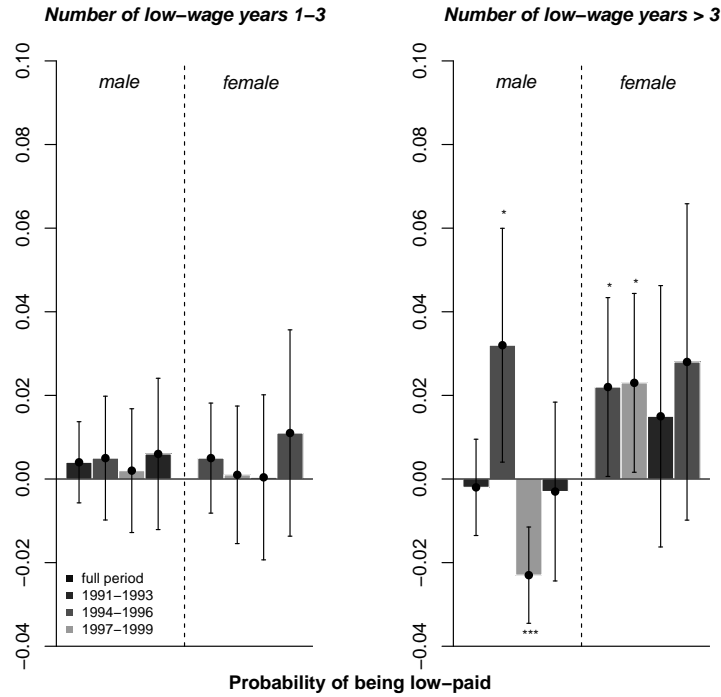 Number of low−wage years 1−3
Number of low−wage years > 3
0.10
0.08
0.06
0.04
0.02
0.00
−0.02
−0.04
male
female
full period
1991−1993
1994−1996
1997−1999
0.10
0.08
0.06
0.04
0.02
0.00
−0.02
−0.04
male
female
*
***
*
*
Probability of being low−paid